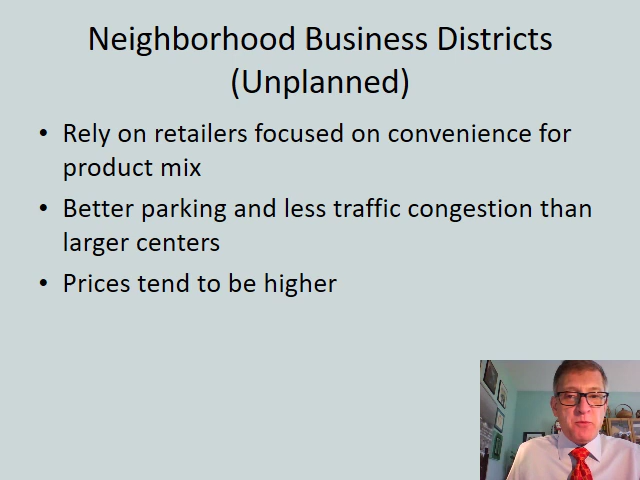 Neighborhood Business Districts
(Unplanned)
• Rely on retailers focused on convenience for
product mix
• Better parking and less traffic congestion than
larger centers
• Prices tend to be higher